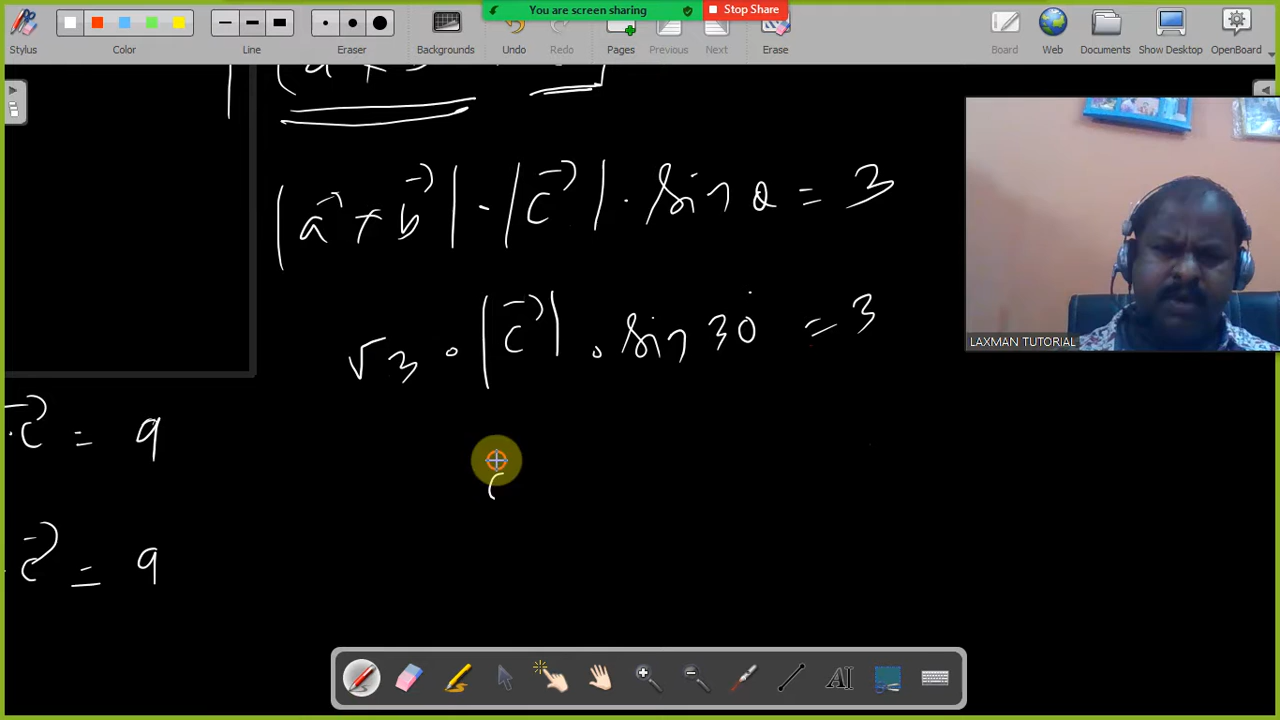 You are screen sharing Stop Share
Stylus Color Line Eraser Backgrounds Undo Redo Pages Previous Next Erase Board Web Documents Show Desktop OpenBoard
|a⃗ + b⃗| · |c⃗| · sin α = 3
√3 · |c⃗| · sin 30° = 3
LAXMAN TUTORIAL
·c⃗ = 9
c⃗ = 9